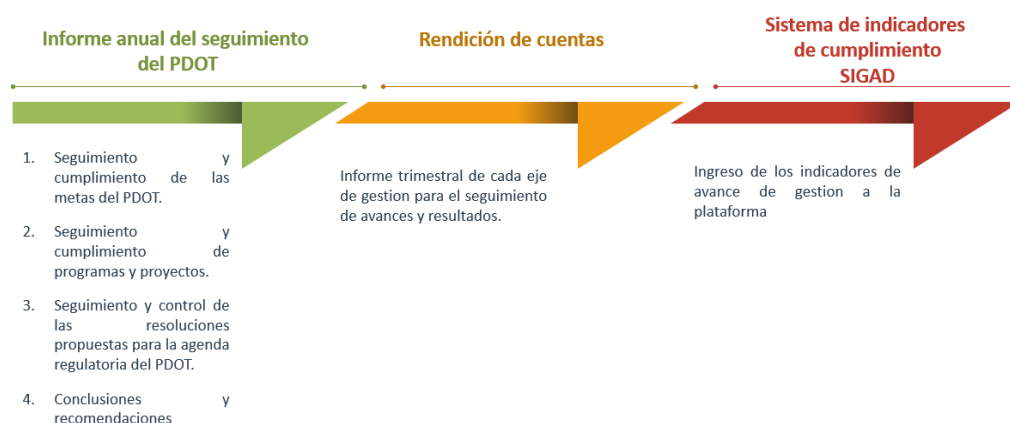 Informe anual del seguimiento
del PDOT
1. Seguimiento y
cumplimiento de las
metas del PDOT.
2. Seguimiento y
cumplimiento de
programas y proyectos.
3. Seguimiento y control de
las resoluciones
propuestas para la agenda
regulatoria del PDOT.
4. Conclusiones y
recomendaciones
Rendición de cuentas
Informe trimestral de cada eje
de gestion para el seguimiento
de avances y resultados.
Sistema de indicadores
de cumplimiento
SIGAD
Ingreso de los indicadores de
avance de gestion a la
plataforma